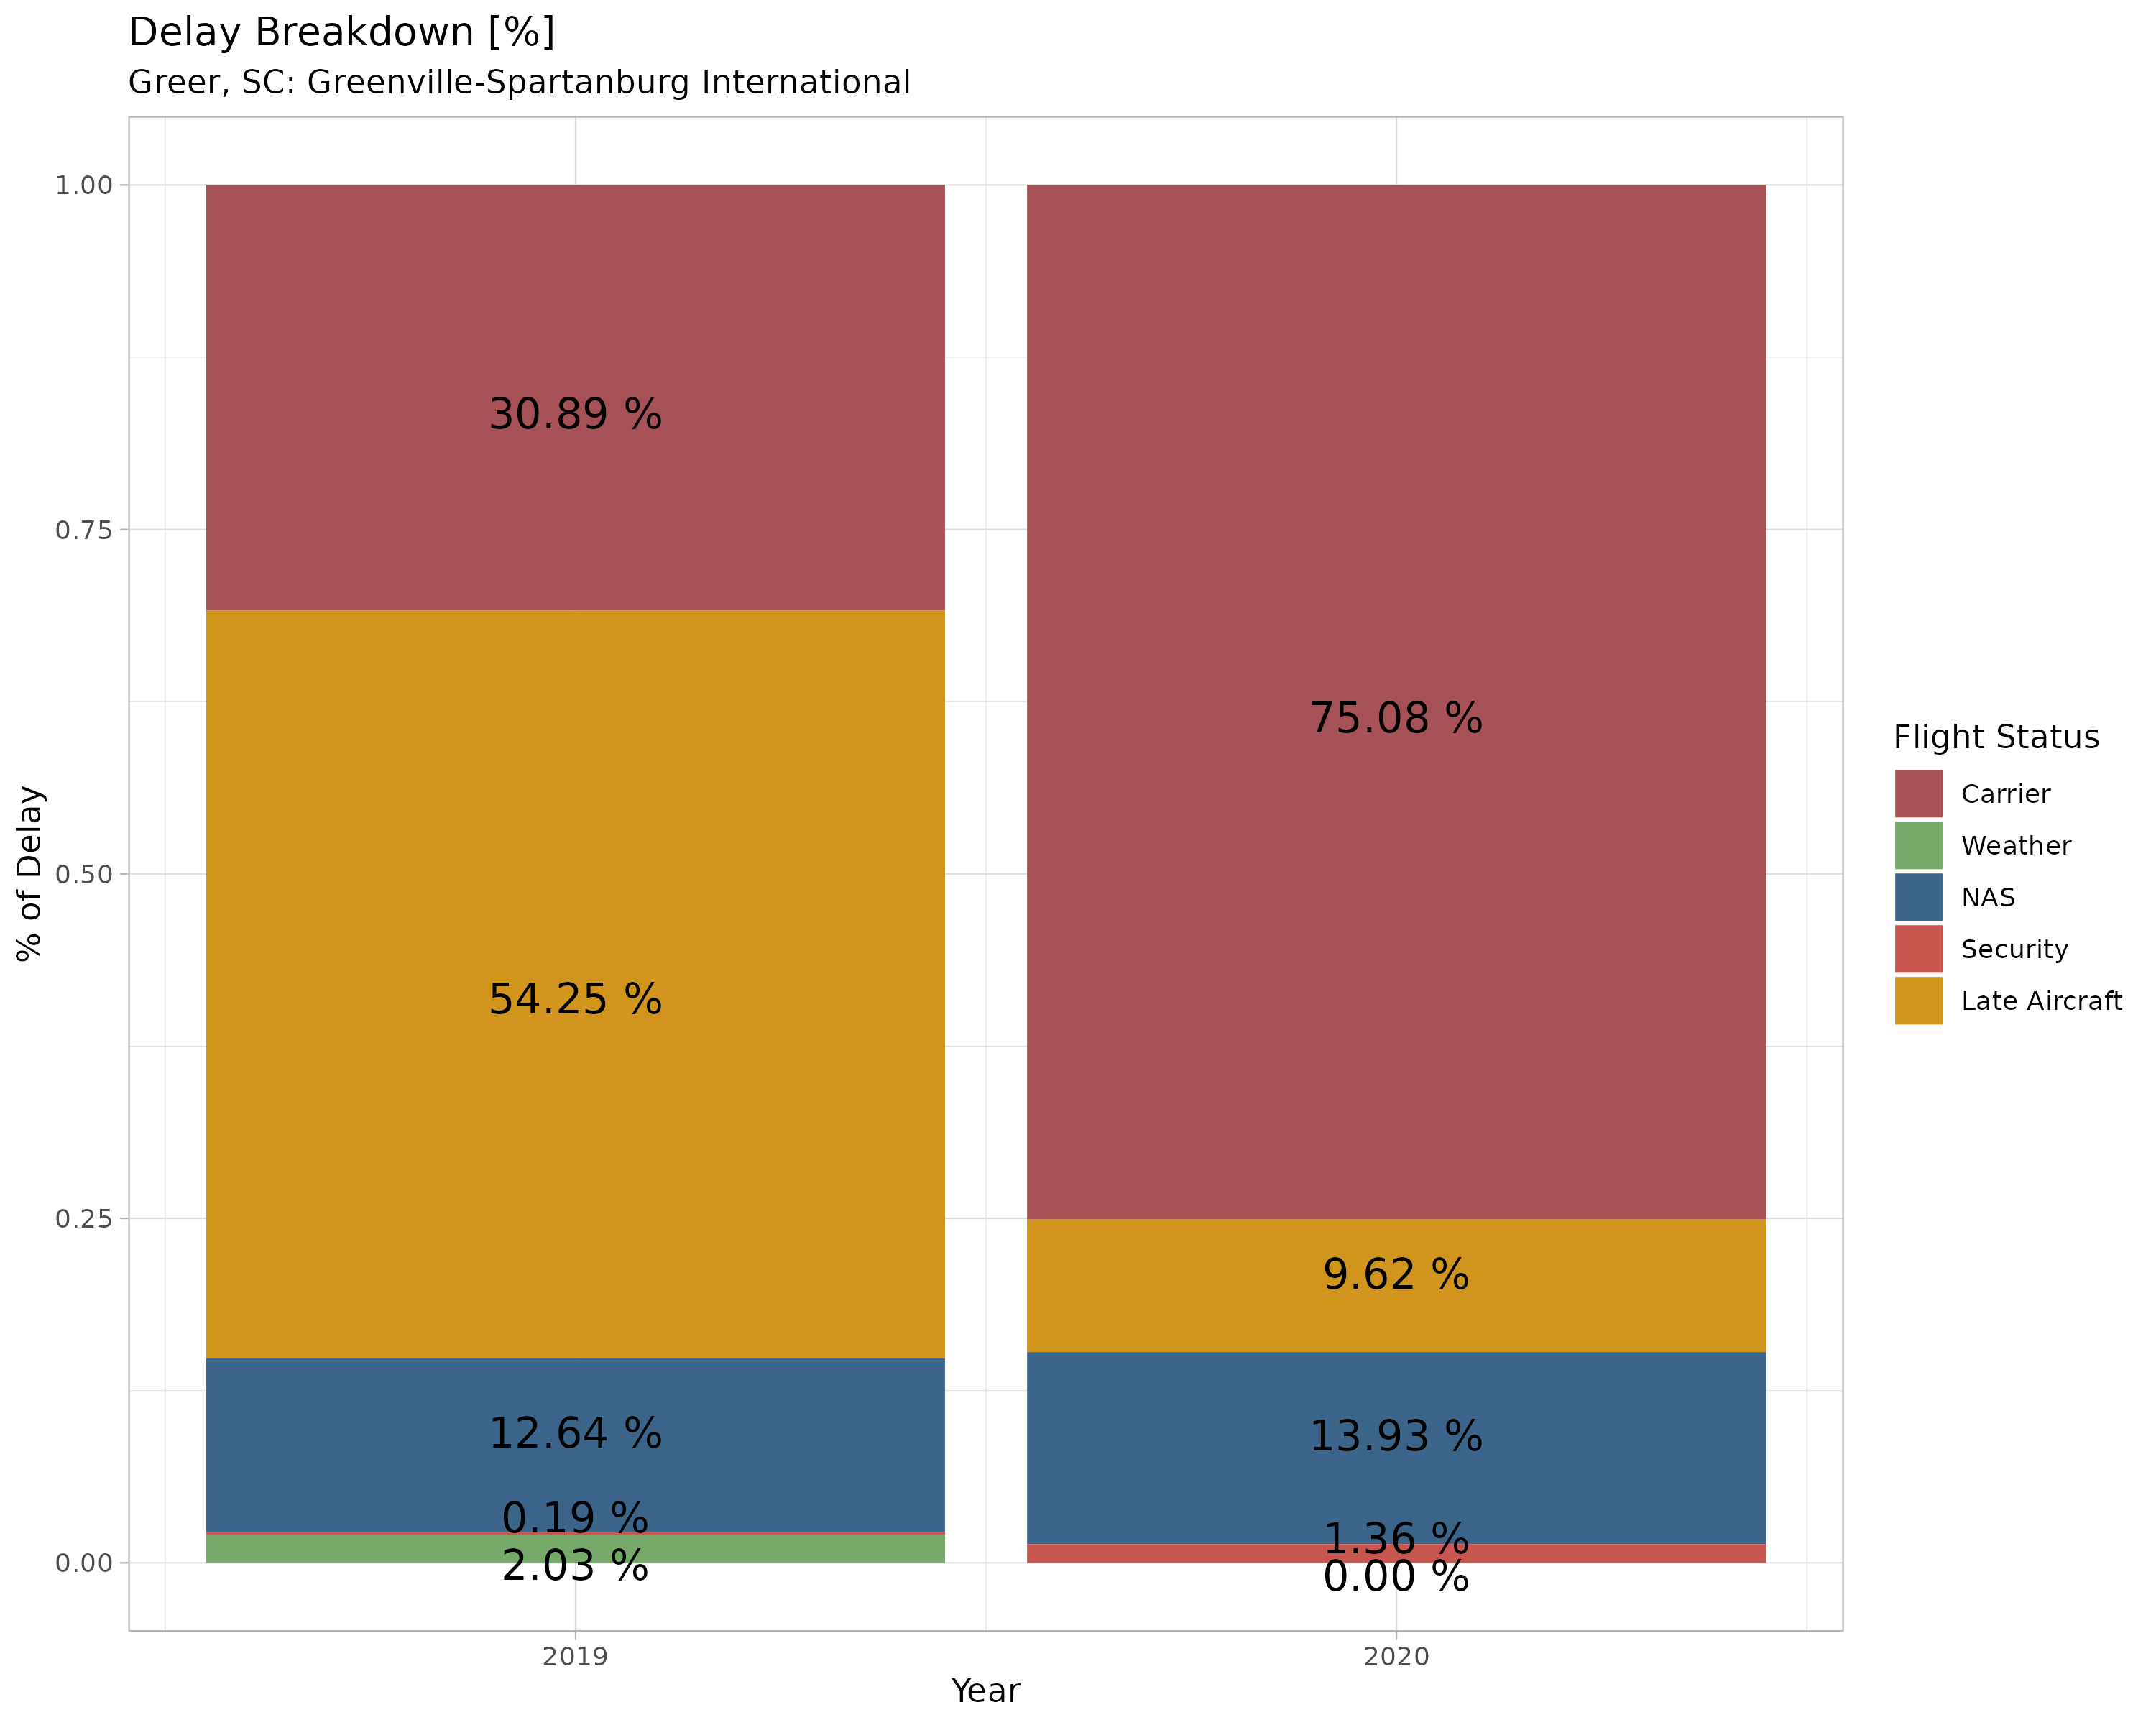 Delay Breakdown [%]
Greer, SC: Greenville-Spartanburg International
1.00
0.75
0.50
0.25
0.00
% of Delay
30.89 %
54.25 %
12.64 %
0.19 %
2.03 %
75.08 %
9.62 %
13.93 %
1.36 %
0.00 %
2019
2020
Year
Flight Status
Carrier
Weather
NAS
Security
Late Aircraft